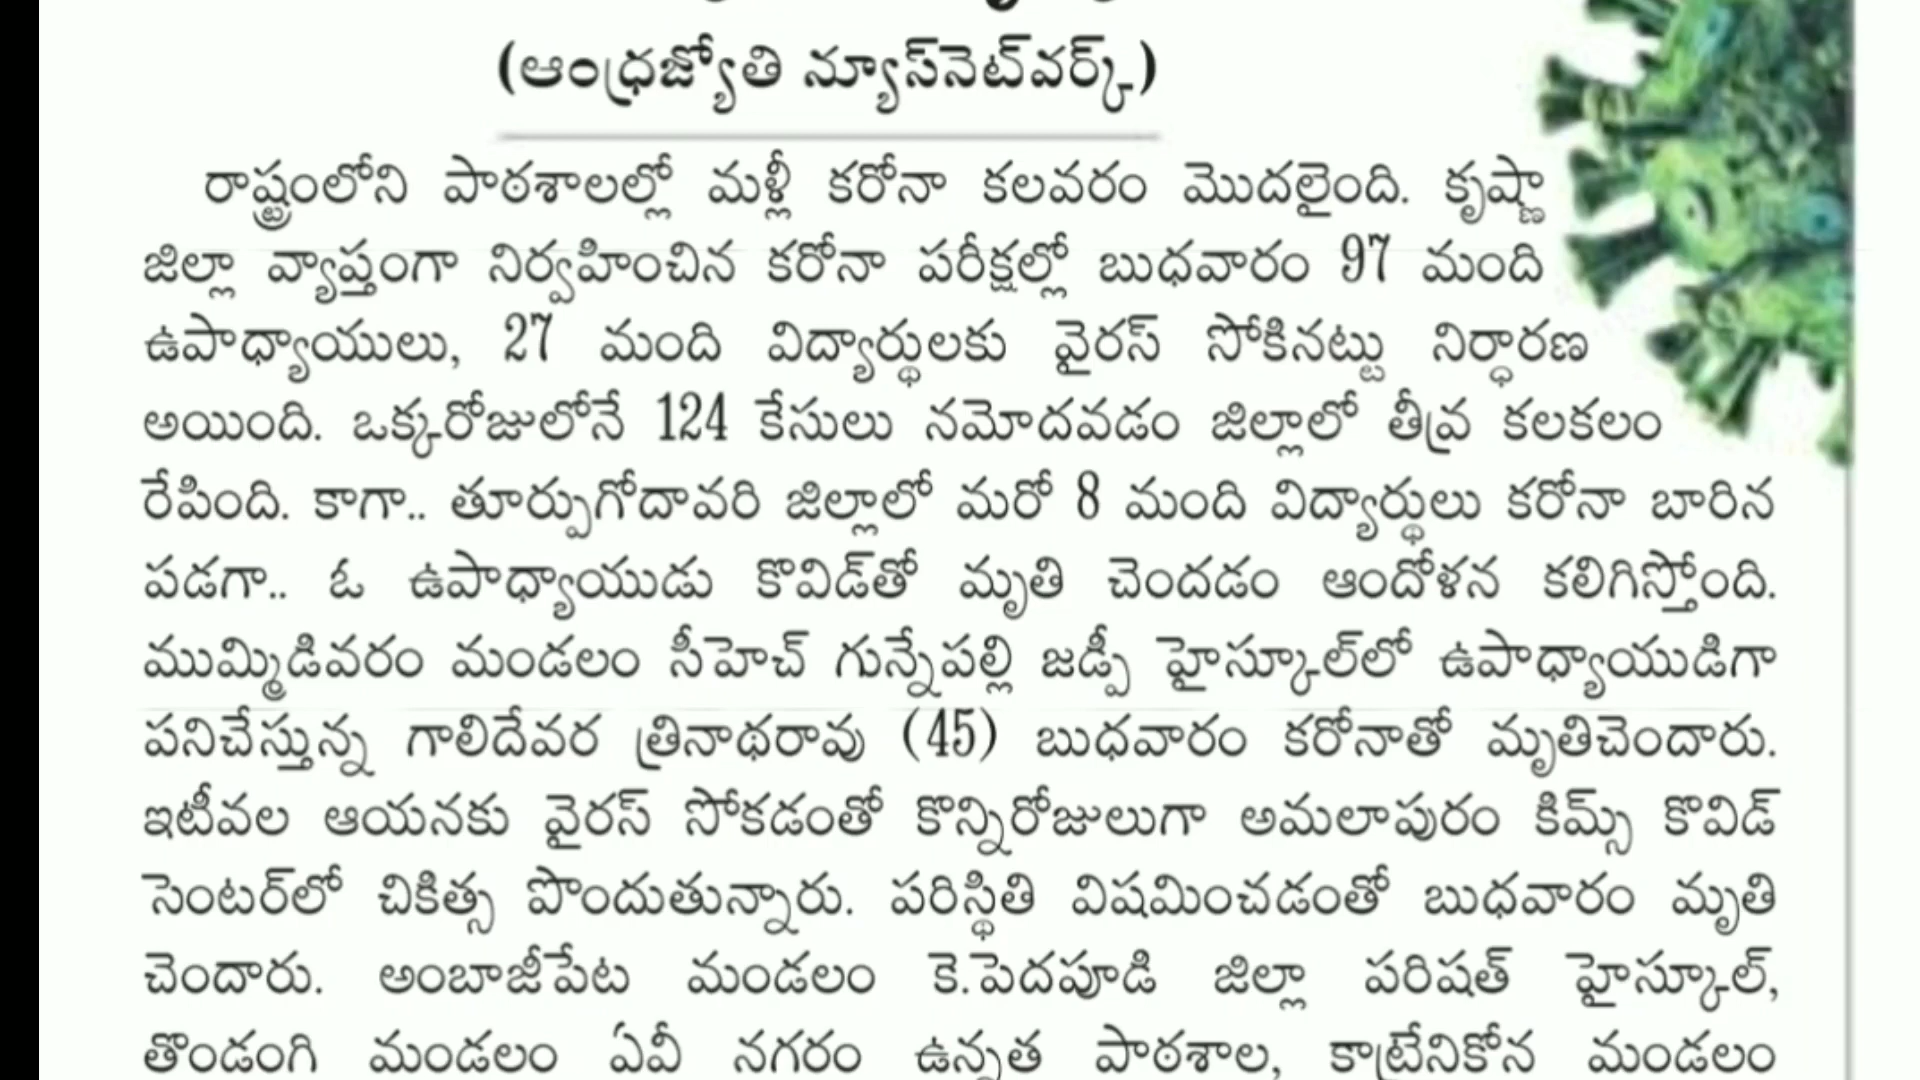 (ఆంధ్రజ్యోతి న్యూస్‌నెట్‌వర్క్)
రాష్ట్రంలోని పాఠశాలల్లో మళ్లీ కరోనా కలవరం మొదలైంది. కృష్ణా
జిల్లా వ్యాప్తంగా నిర్వహించిన కరోనా పరీక్షల్లో బుధవారం 97 మంది
ఉపాధ్యాయులు, 27 మంది విద్యార్థులకు వైరస్ సోకినట్టు నిర్ధారణ
అయింది. ఒక్కరోజులోనే 124 కేసులు నమోదవడం జిల్లాలో తీవ్ర కలకలం
రేపింది. కాగా.. తూర్పుగోదావరి జిల్లాలో మరో 8 మంది విద్యార్థులు కరోనా బారిన
పడగా.. ఓ ఉపాధ్యాయుడు కొవిడ్‌తో మృతి చెందడం ఆందోళన కలిగిస్తోంది.
ముమ్మిడివరం మండలం సీహెచ్ గున్నేపల్లి జడ్పీ హైస్కూల్‌లో ఉపాధ్యాయుడిగా
పనిచేస్తున్న గాలిదేవర త్రినాథరావు (45) బుధవారం కరోనాతో మృతిచెందారు.
ఇటీవల ఆయనకు వైరస్ సోకడంతో కొన్నిరోజులుగా అమలాపురం కిమ్స్ కొవిడ్
సెంటర్‌లో చికిత్స పొందుతున్నారు. పరిస్థితి విషమించడంతో బుధవారం మృతి
చెందారు. అంబాజీపేట మండలం కె.పెదపూడి జిల్లా పరిషత్ హైస్కూల్,
తొండంగి మండలం ఏవీ నగరం ఉన్నత పాఠశాల, కాట్రేనికోన మండలం